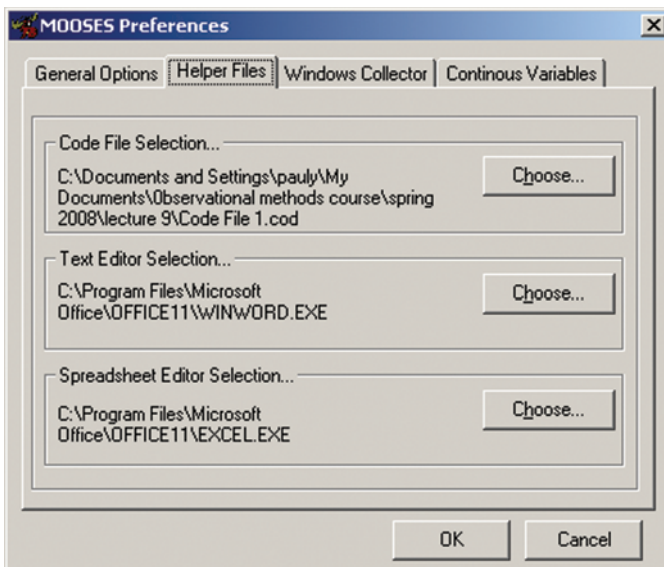 MOOSES Preferences
General Options Helper Files Windows Collector Continous Variables
Code File Selection...
C:\Documents and Settings\pauly\My
Documents\Observational methods course\spring
2008\lecture 9\Code File 1.cod
Choose...
Text Editor Selection...
C:\Program Files\Microsoft
Office\OFFICE11\WINWORD.EXE
Choose...
Spreadsheet Editor Selection...
C:\Program Files\Microsoft
Office\OFFICE11\EXCEL.EXE
Choose...
OK Cancel